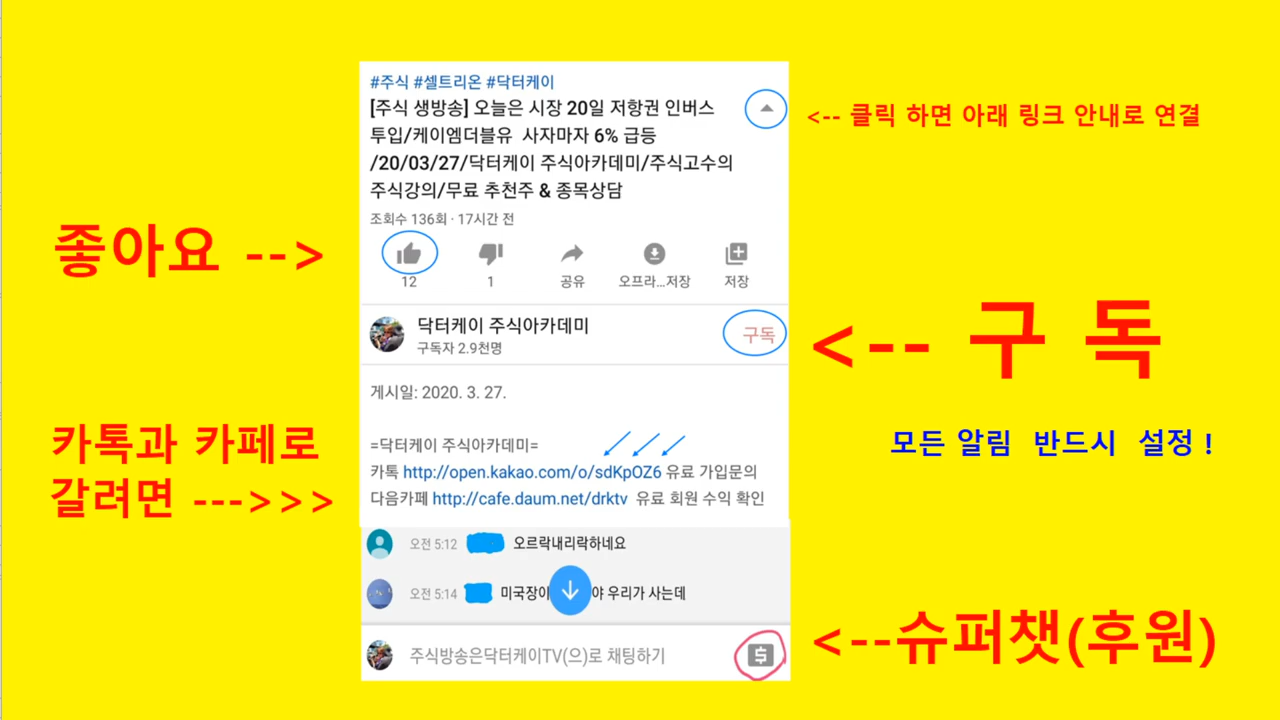 #주식 #셀트리온 #닥터케이
[주식 생방송] 오늘은 시장 20일 저항권 인버스
투입/케이엠더블유 사자마자 6% 급등
/20/03/27/닥터케이 주식아카데미/주식고수의
주식강의/무료 추천주 & 종목상담
조회수 136회 · 17시간 전
<-- 클릭 하면 아래 링크 안내로 연결
좋아요 -->
12
1
공유
오프라...저장
저장
닥터케이 주식아카데미
구독자 2.9천명
구독
<-- 구 독
게시일: 2020. 3. 27.
모든 알림 반드시 설정 !
카톡과 카페로
갈려면 --->>>
=닥터케이 주식아카데미=
카톡 http://open.kakao.com/o/sdKpOZ6 유료 가입문의
다음카페 http://cafe.daum.net/drktv 유료 회원 수익 확인
오전 5:12 오르락내리락하네요
오전 5:14 미국장이 야 우리가 사는데
주식방송은닥터케이TV(으)로 채팅하기
<--슈퍼챗(후원)